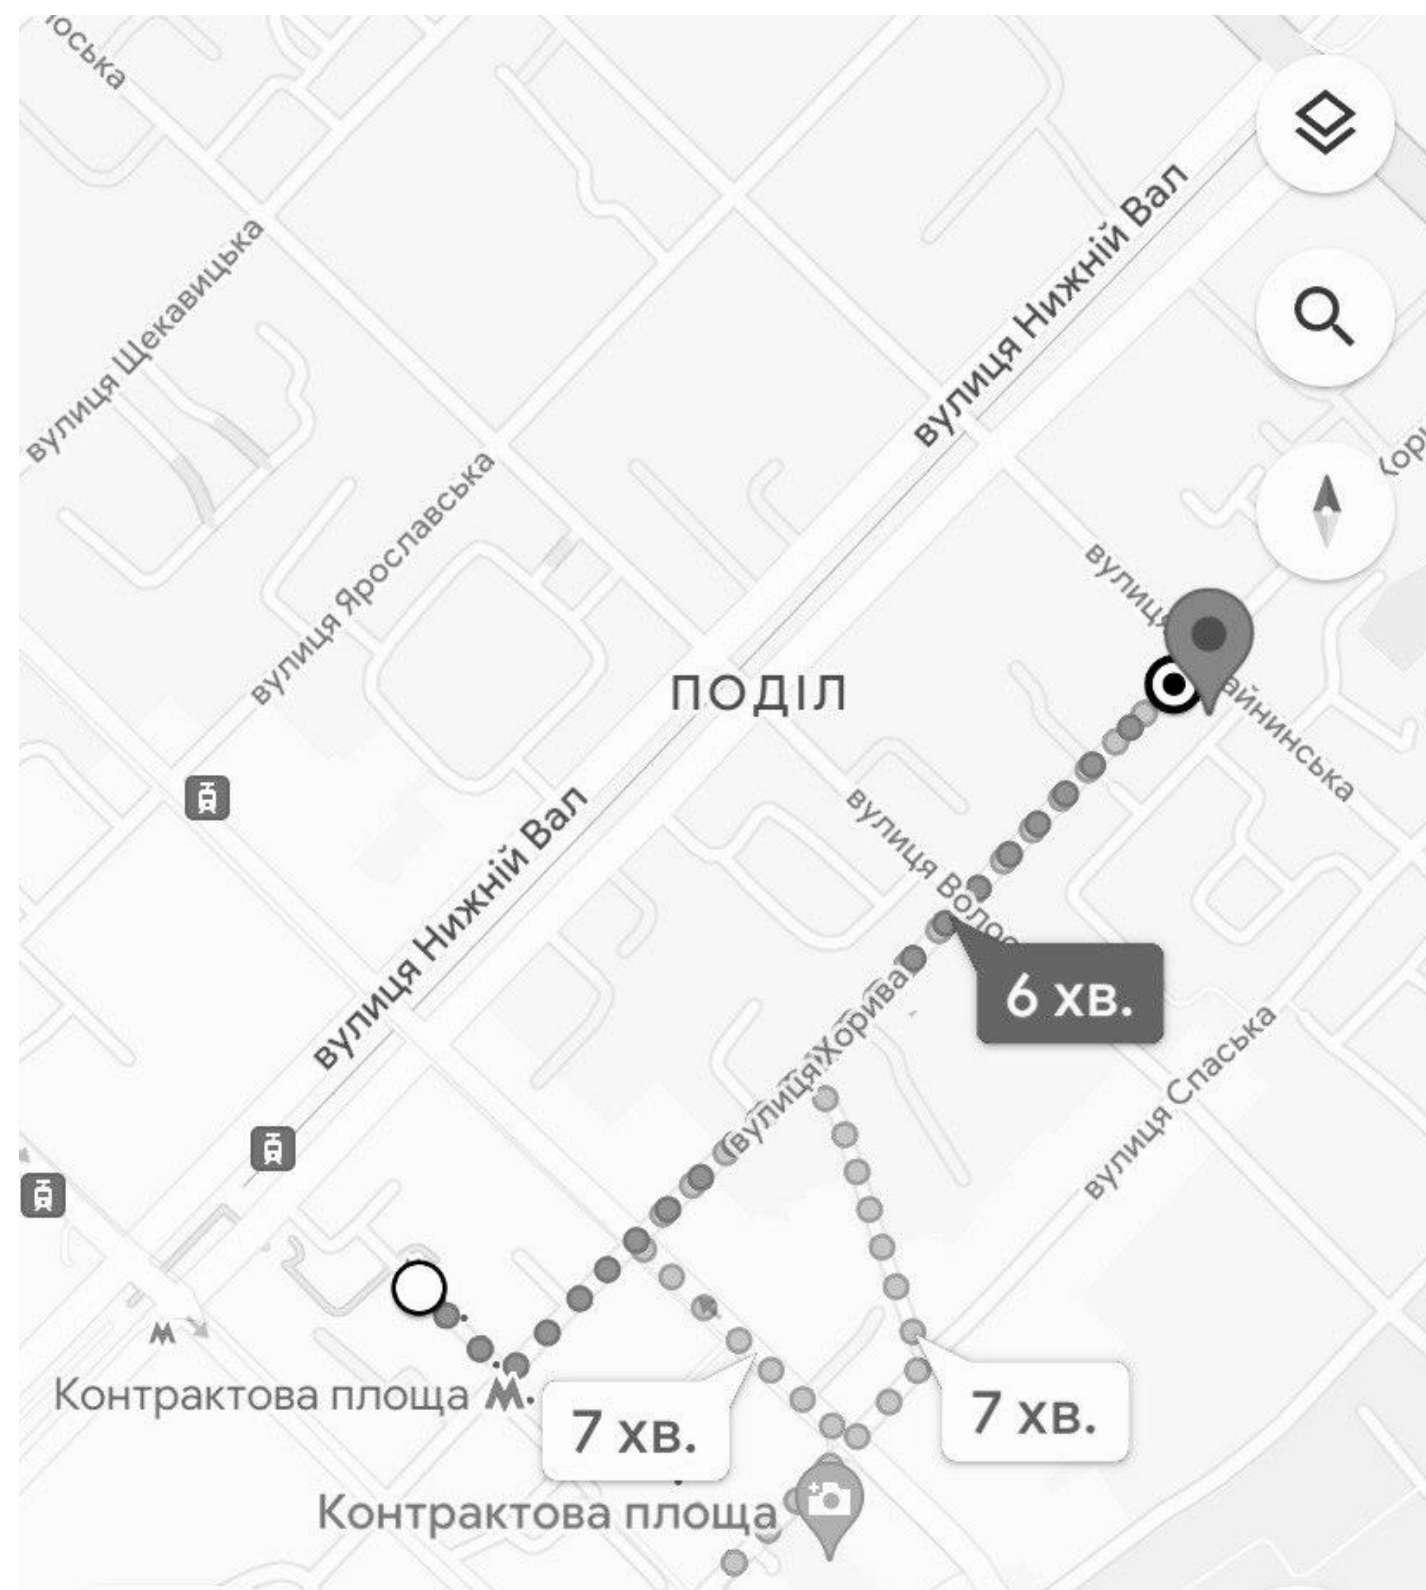 вулиця Щекавицька
вулиця Нижній Вал
вулиця Ярославська
ПОДІЛ
вулиця
вулиця Нижній Вал
6 хв.
вулиця Хорива
вулиця Спаська
Контрактова площа
7 хв.
7 хв.
Контрактова площа